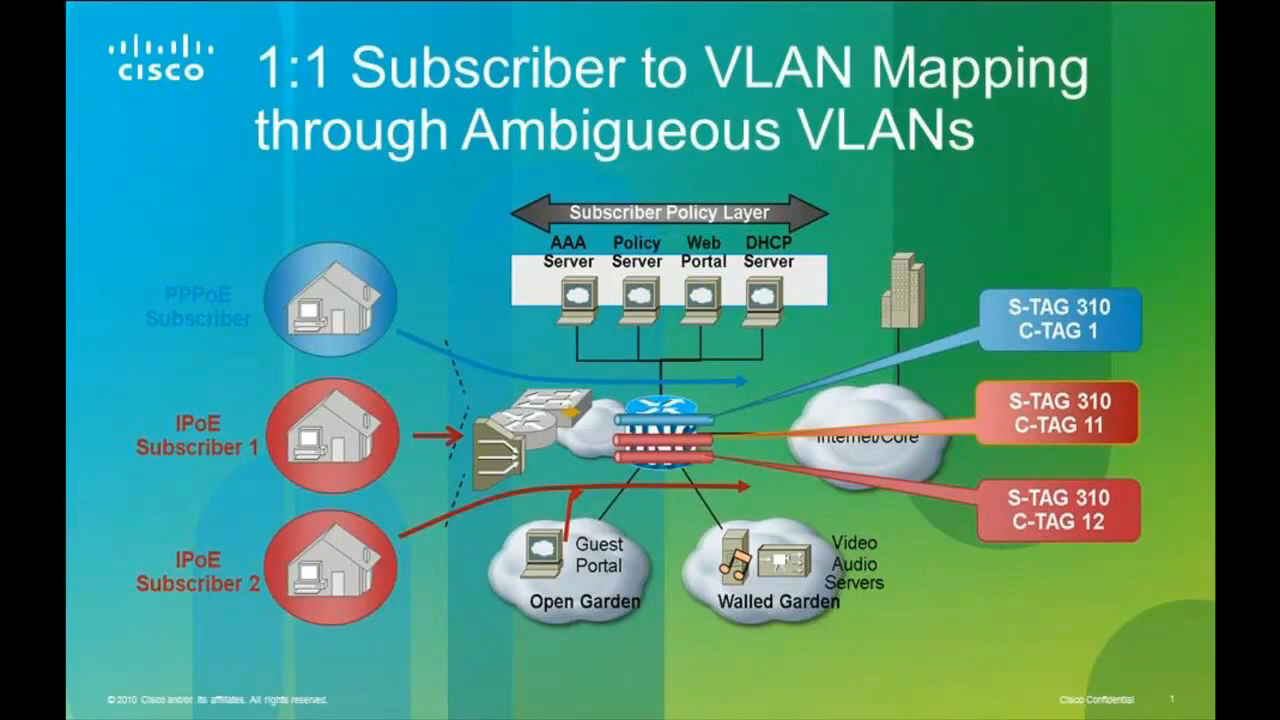 CISCO
1:1 Subscriber to VLAN Mapping
through Ambigueous VLANs
Subscriber Policy Layer
AAA
Server
Policy
Server
Web
Portal
DHCP
Server
PPPoE
Subscriber
IPoE
Subscriber 1
IPoE
Subscriber 2
S-TAG 310
C-TAG 1
S-TAG 310
C-TAG 11
S-TAG 310
C-TAG 12
Internet/Core
Guest
Portal
Open Garden
Video
Audio
Servers
Walled Garden
© 2010 Cisco and/or its affiliates. All rights reserved.
Cisco Confidential
1